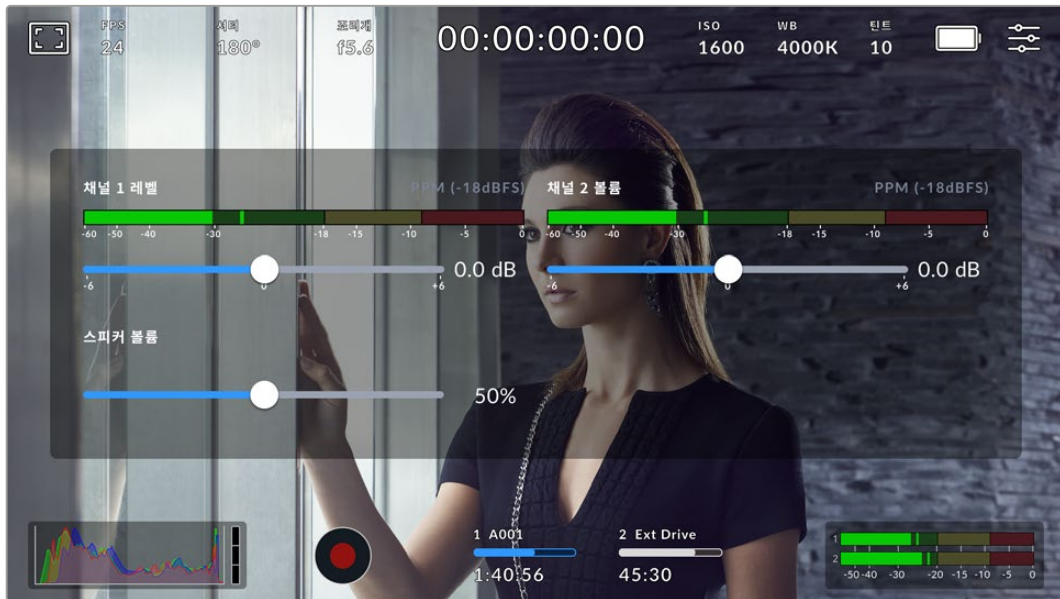 FPS 셔터 조리개 00:00:00:00 ISO WB 틴트
24 180° f5.6 1600 4000K 10
채널 1 레벨 PPM (-18dBFS) 채널 2 볼륨 PPM (-18dBFS)
-60 -50 -40 -30 -18 -15 -10 -5 0 -60 -50 -40 -30 -18 -15 -10 -5 0
0.0 dB 0.0 dB
-6 0 +6 -6 0 +6
스피커 볼륨
50%
1 A001 2 Ext Drive
1:40:56 45:30
1
2
-50 -40 -30 -20 -15 -10 -5 0